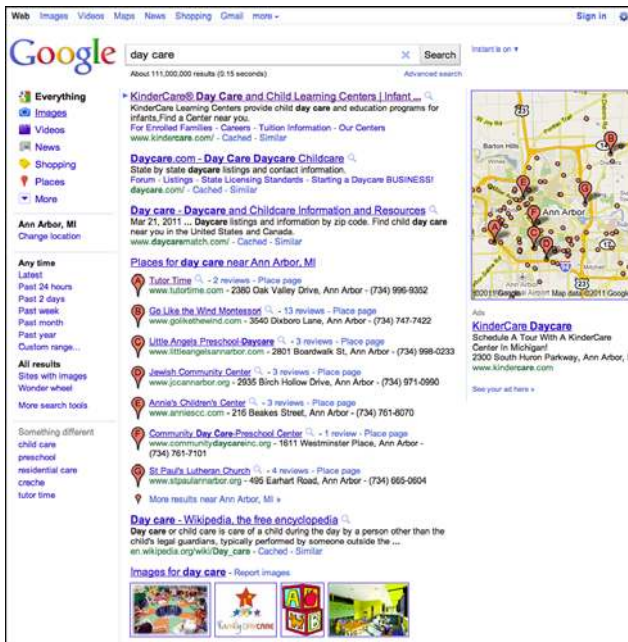 Web Images Videos Maps News Shopping Gmail more
Sign in
Google
day care
Search
Instant is on
About 111,000,000 results (0.15 seconds)
Advanced search
Everything
Images
Videos
News
Shopping
Places
More
Ann Arbor, MI
Change location
Any time
Latest
Past 24 hours
Past 2 days
Past week
Past month
Past year
Custom range...
All results
Sites with images
Wonder wheel
More search tools
Something different
child care
preschool
residential care
creche
tutor time
KinderCare® Day Care and Child Learning Centers | Infant ...
KinderCare Learning Centers provide child day care and education programs for
infants,Find a Center near you.
For Enrolled Families - Careers - Tuition Information - Our Centers
www.kindercare.com/ - Cached - Similar
Daycare.com - Day Care Daycare Childcare
State by state daycare listings and contact information.
Forum - Listings - State Licensing Standards - Starting a Daycare BUSINESS!
daycare.com/ - Cached - Similar
Day care - Daycare and Childcare Information and Resources
Mar 21, 2011 ... Daycare listings and information by zip code. Find child day care
near you in the United States and Canada.
www.daycarematch.com/ - Cached - Similar
Places for day care near Ann Arbor, MI
A Tutor Time - 2 reviews - Place page
www.tutortime.com - 2380 Oak Valley Drive, Ann Arbor - (734) 996-9352
B Go Like the Wind Montessori - 13 reviews - Place page
www.golikethewind.com - 3540 Dixboro Lane, Ann Arbor - (734) 747-7422
C Little Angels Preschool-Daycare - 3 reviews - Place page
www.littleangelsannarbor.com - 2801 Boardwalk St, Ann Arbor - (734) 998-0233
D Jewish Community Center - 3 reviews - Place page
www.jccannarbor.org - 2935 Birch Hollow Drive, Ann Arbor - (734) 971-0990
E Annie's Children's Center - 3 reviews - Place page
www.anniescc.com - 216 Beakes Street, Ann Arbor - (734) 761-8070
F Community Day Care-Preschool Center - 1 review - Place page
www.communitydaycareinc.org - 1611 Westminster Place, Ann Arbor -
(734) 761-7101
G St Paul's Lutheran Church - 4 reviews - Place page
www.stpaulannarbor.org - 495 Earhart Road, Ann Arbor - (734) 665-0604
More results near Ann Arbor, MI »
Day care - Wikipedia, the free encyclopedia
Day care or child care is care of a child during the day by a person other than the
child's legal guardians, typically performed by someone outside the ...
en.wikipedia.org/wiki/Day_care - Cached - Similar
Images for day care - Report images
family DAYCARE
A
W B
23
Barton Hills
B
14
E
G
F
Ann Arbor
A
C
D
94
23
©2011 Google Map data ©2011 Google
Ads
KinderCare Daycare
Schedule A Tour With A KinderCare
Center In Michigan!
2300 South Huron Parkway, Ann Arbor,
www.kindercare.com
See your ad here »